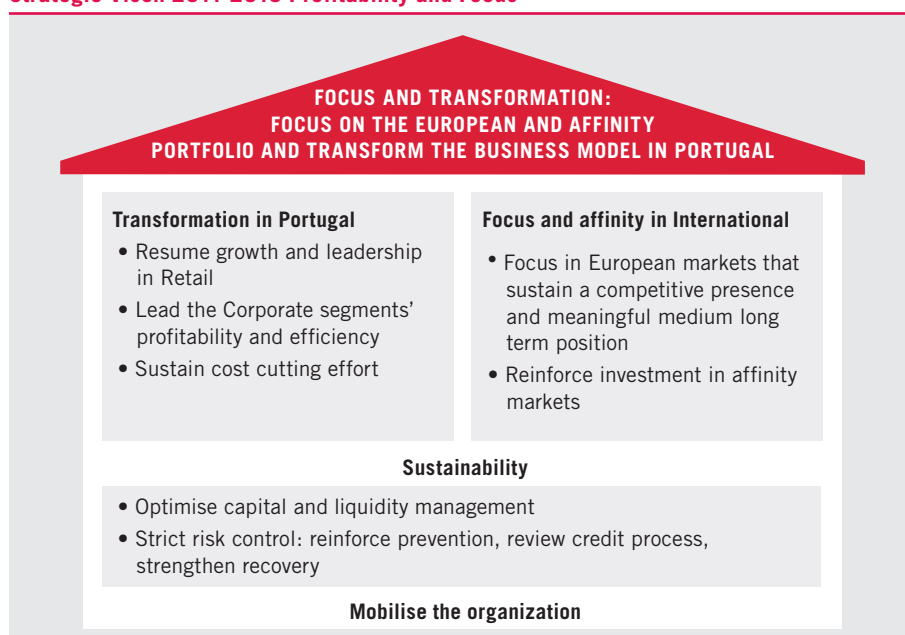 Strategic Profitability and Focus
FOCUS AND TRANSFORMATION:
FOCUS ON THE EUROPEAN AND AFFINITY
PORTFOLIO AND TRANSFORM THE BUSINESS MODEL IN PORTUGAL
Transformation in Portugal
• Resume growth and leadership
in Retail
• Lead the Corporate segments’
profitability and efficiency
• Sustain cost cutting effort
Focus and affinity in International
• Focus in European markets that
sustain a competitive presence
and meaningful medium long
term position
• Reinforce investment in affinity
markets
Sustainability
• Optimise capital and liquidity management
• Strict risk control: reinforce prevention, review credit process,
strengthen recovery
Mobilise the organization